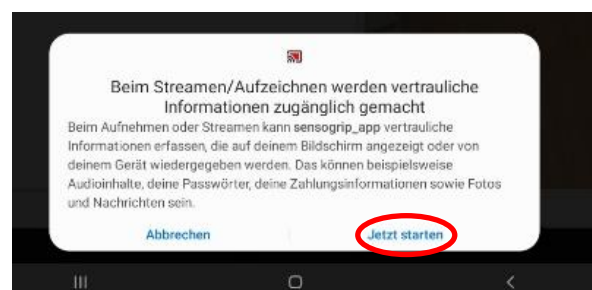 Beim Streamen/Aufzeichnen werden vertrauliche
Informationen zugänglich gemacht
Beim Aufnehmen oder Streamen kann sensogrip_app vertrauliche
Informationen erfassen, die auf deinem Bildschirm angezeigt oder von
deinem Gerät wiedergegeben werden. Das können beispielsweise
Audioinhalte, deine Passwörter, deine Zahlungsinformationen sowie Fotos
und Nachrichten sein.
Abbrechen Jetzt starten